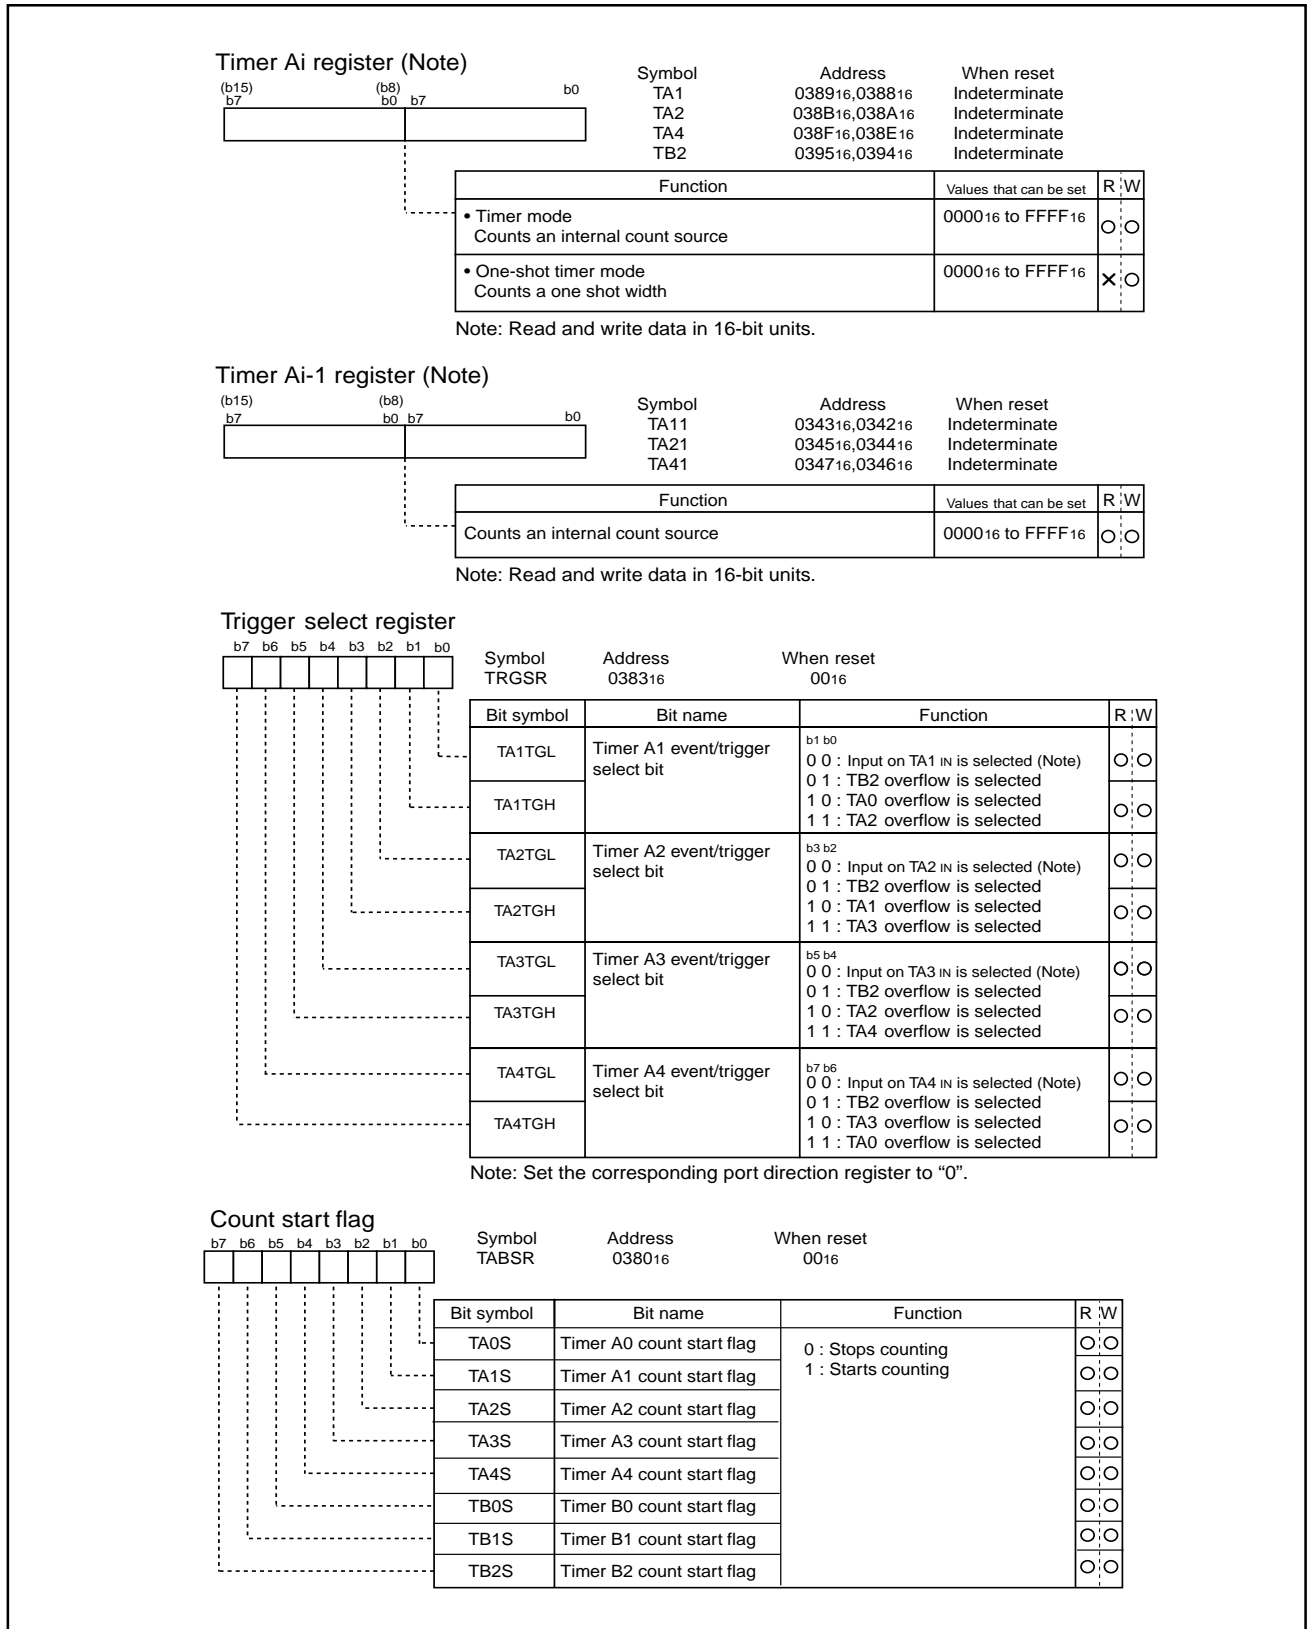 Timer Ai register (Note)
(b15) (b8)
b7 b0 b7 b0
Symbol Address When reset
TA1 038916,038816 Indeterminate
TA2 038B16,038A16 Indeterminate
TA4 038F16,038E16 Indeterminate
TB2 039516,039416 Indeterminate
Function Values that can be set R W
• Timer mode 000016 to FFFF16
Counts an internal count source
• One-shot timer mode 000016 to FFFF16
Counts a one shot width
Note: Read and write data in 16-bit units.
Timer Ai-1 register (Note)
(b15) (b8)
b7 b0 b7 b0
Symbol Address When reset
TA11 034316,034216 Indeterminate
TA21 034516,034416 Indeterminate
TA41 034716,034616 Indeterminate
Function Values that can be set R W
Counts an internal count source 000016 to FFFF16
Note: Read and write data in 16-bit units.
Trigger select register
b7 b6 b5 b4 b3 b2 b1 b0
Symbol Address When reset
TRGSR 038316 0016
Bit symbol Bit name Function R W
TA1TGL Timer A1 event/trigger
select bit
b1 b0
0 0 : Input on TA1 IN is selected (Note)
0 1 : TB2 overflow is selected
1 0 : TA0 overflow is selected
1 1 : TA2 overflow is selected
TA1TGH
TA2TGL Timer A2 event/trigger
select bit
b3 b2
0 0 : Input on TA2 IN is selected (Note)
0 1 : TB2 overflow is selected
1 0 : TA1 overflow is selected
1 1 : TA3 overflow is selected
TA2TGH
TA3TGL Timer A3 event/trigger
select bit
b5 b4
0 0 : Input on TA3 IN is selected (Note)
0 1 : TB2 overflow is selected
1 0 : TA2 overflow is selected
1 1 : TA4 overflow is selected
TA3TGH
TA4TGL Timer A4 event/trigger
select bit
b7 b6
0 0 : Input on TA4 IN is selected (Note)
0 1 : TB2 overflow is selected
1 0 : TA3 overflow is selected
1 1 : TA0 overflow is selected
TA4TGH
Note: Set the corresponding port direction register to “0”.
Count start flag
b7 b6 b5 b4 b3 b2 b1 b0
Symbol Address When reset
TABSR 038016 0016
Bit symbol Bit name Function R W
TA0S Timer A0 count start flag 0 : Stops counting
1 : Starts counting
TA1S Timer A1 count start flag
TA2S Timer A2 count start flag
TA3S Timer A3 count start flag
TA4S Timer A4 count start flag
TB0S Timer B0 count start flag
TB1S Timer B1 count start flag
TB2S Timer B2 count start flag